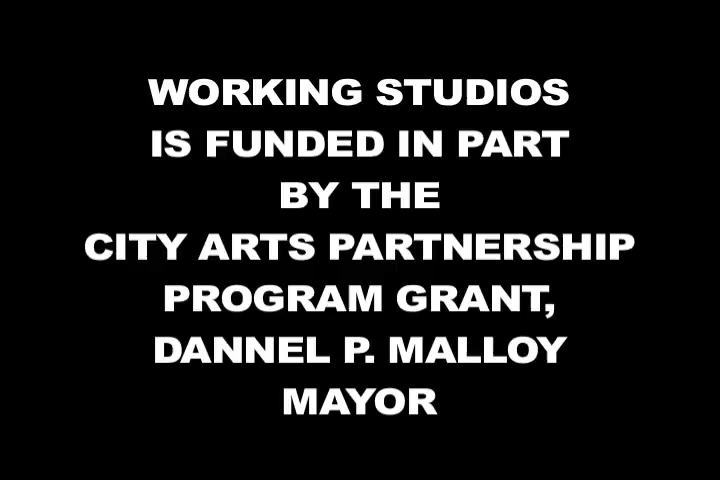 WORKING STUDIOS
IS FUNDED IN PART
BY THE
CITY ARTS PARTNERSHIP
PROGRAM GRANT,
DANNEL P. MALLOY
MAYOR